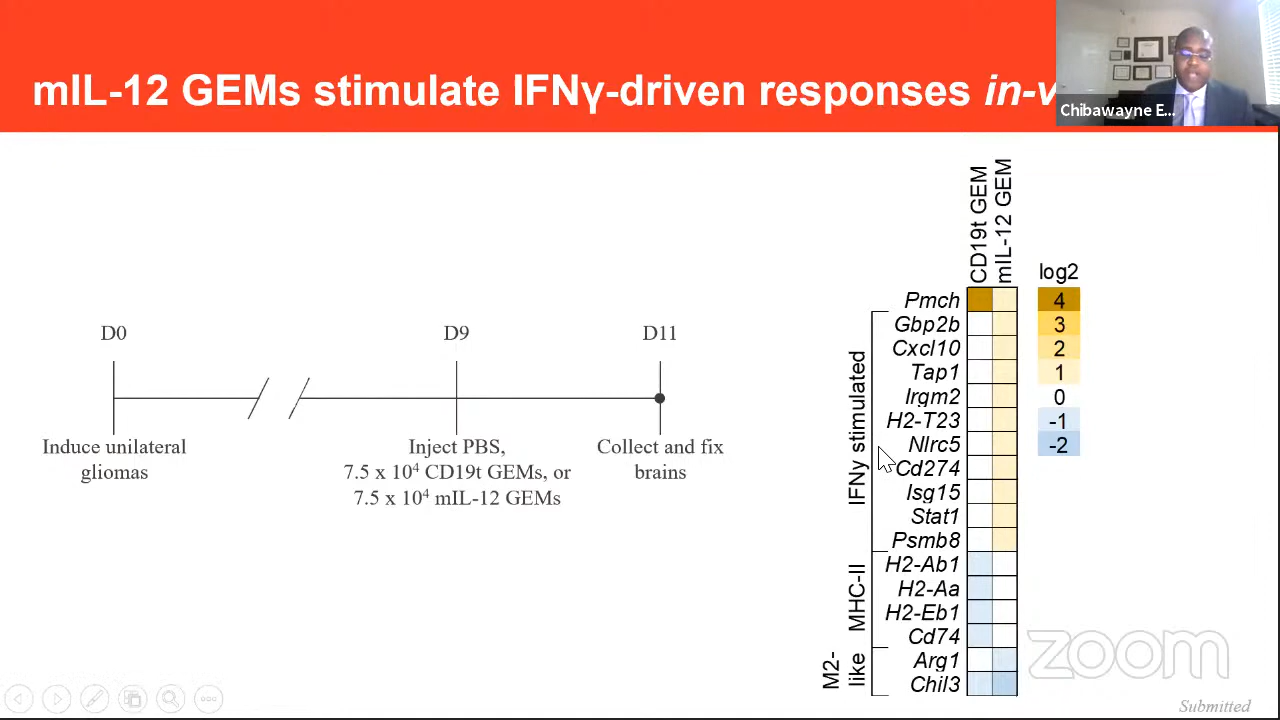 mIL-12 GEMs stimulate IFNγ-driven responses in-v
Chibawayne E...
D0
D9
D11
Induce unilateral
gliomas
Inject PBS,
7.5 x 10⁴ CD19t GEMs, or
7.5 x 10⁴ mIL-12 GEMs
Collect and fix
brains
CD19t GEM
mIL-12 GEM
log2
4
3
2
1
0
-1
-2
IFNγ stimulated
MHC-II
M2-
like
Pmch
Gbp2b
Cxcl10
Tap1
Irgm2
H2-T23
Nlrc5
Cd274
Isg15
Stat1
Psmb8
H2-Ab1
H2-Aa
H2-Eb1
Cd74
Arg1
Chil3
zoom
Submitted